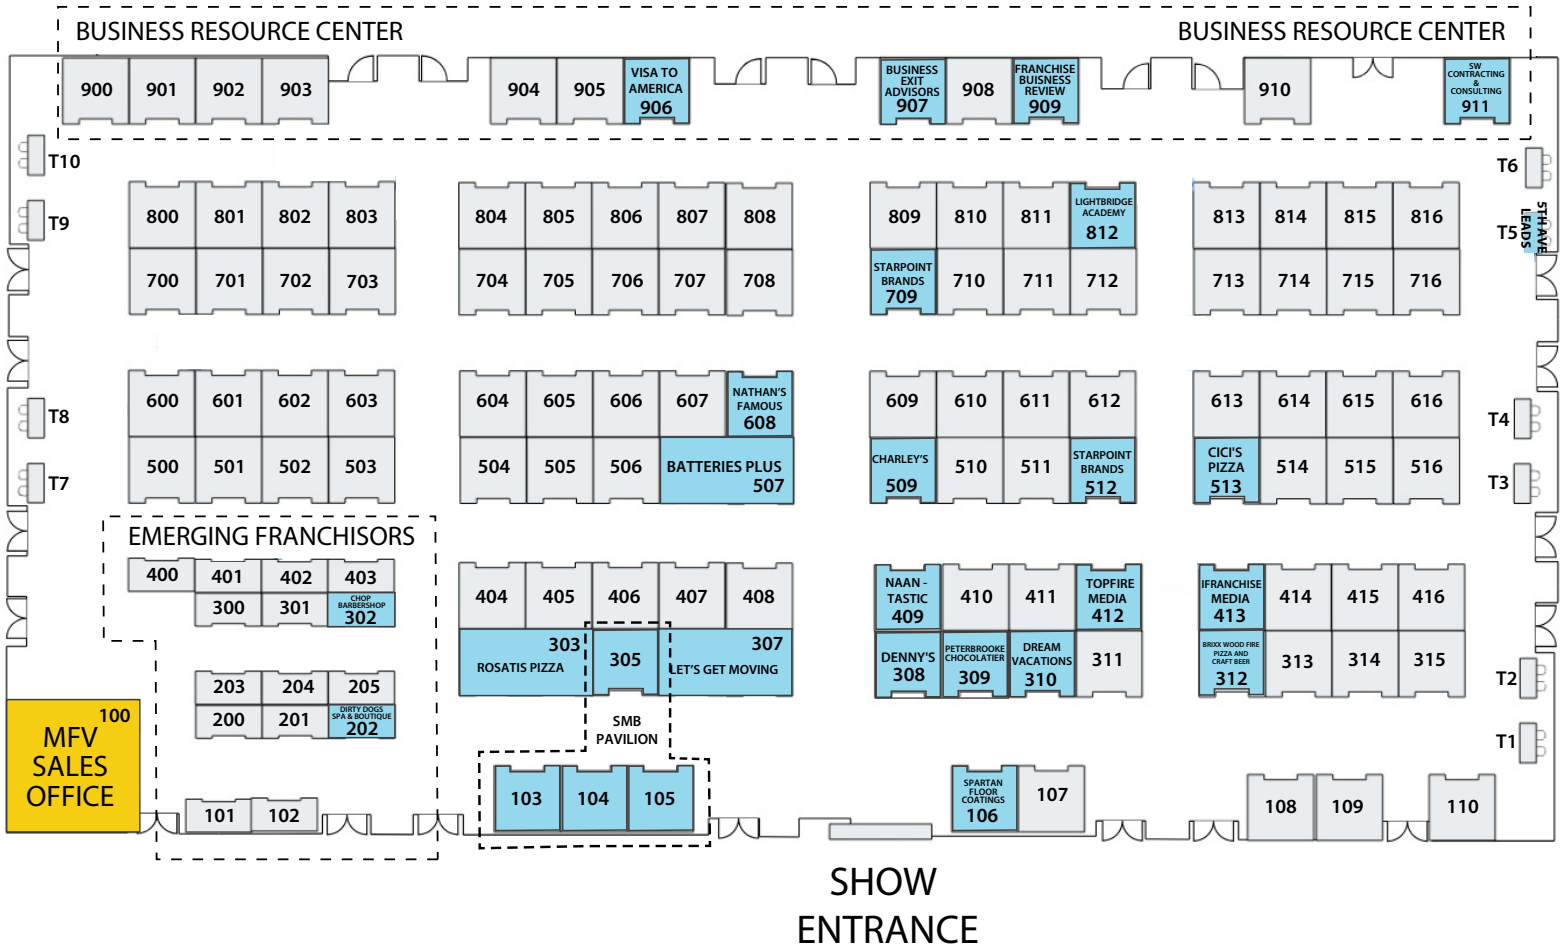 BUSINESS RESOURCE CENTER
BUSINESS RESOURCE CENTER
900
901
902
903
904
905
VISA TO
AMERICA
906
BUSINESS
EXIT
ADVISORS
907
908
FRANCHISE
BUISNESS
REVIEW
909
910
SW
CONTRACTING
&
CONSULTING
911
T10
T6
T9
800
801
802
803
804
805
806
807
808
809
810
811
LIGHTBRIDGE
ACADEMY
812
813
814
815
816
T5
5TH AVE
LEADS
700
701
702
703
704
705
706
707
708
STARPOINT
BRANDS
709
710
711
712
713
714
715
716
T8
600
601
602
603
604
605
606
607
NATHAN'S
FAMOUS
608
609
610
611
612
613
614
615
616
T4
T7
500
501
502
503
504
505
506
BATTERIES PLUS
507
CHARLEY'S
509
510
511
STARPOINT
BRANDS
512
CICI'S
PIZZA
513
514
515
516
T3
EMERGING FRANCHISORS
400
401
402
403
300
301
CHOP
BARBERSHOP
302
404
405
406
407
408
NAAN -
TASTIC
409
410
411
TOPFIRE
MEDIA
412
IFRANCHISE
MEDIA
413
414
415
416
303
ROSATIS PIZZA
305
307
LET'S GET MOVING
DENNY'S
308
PETERBROOKE
CHOCOLATIER
309
DREAM
VACATIONS
310
311
BRIXX WOOD FIRE
PIZZA AND
CRAFT BEER
312
313
314
315
T2
203
204
205
200
201
DIRTY DOGS
SPA & BOUTIQUE
202
100
MFV
SALES
OFFICE
SMB
PAVILION
T1
101
102
103
104
105
SPARTAN
FLOOR
COATINGS
106
107
108
109
110
SHOW
ENTRANCE